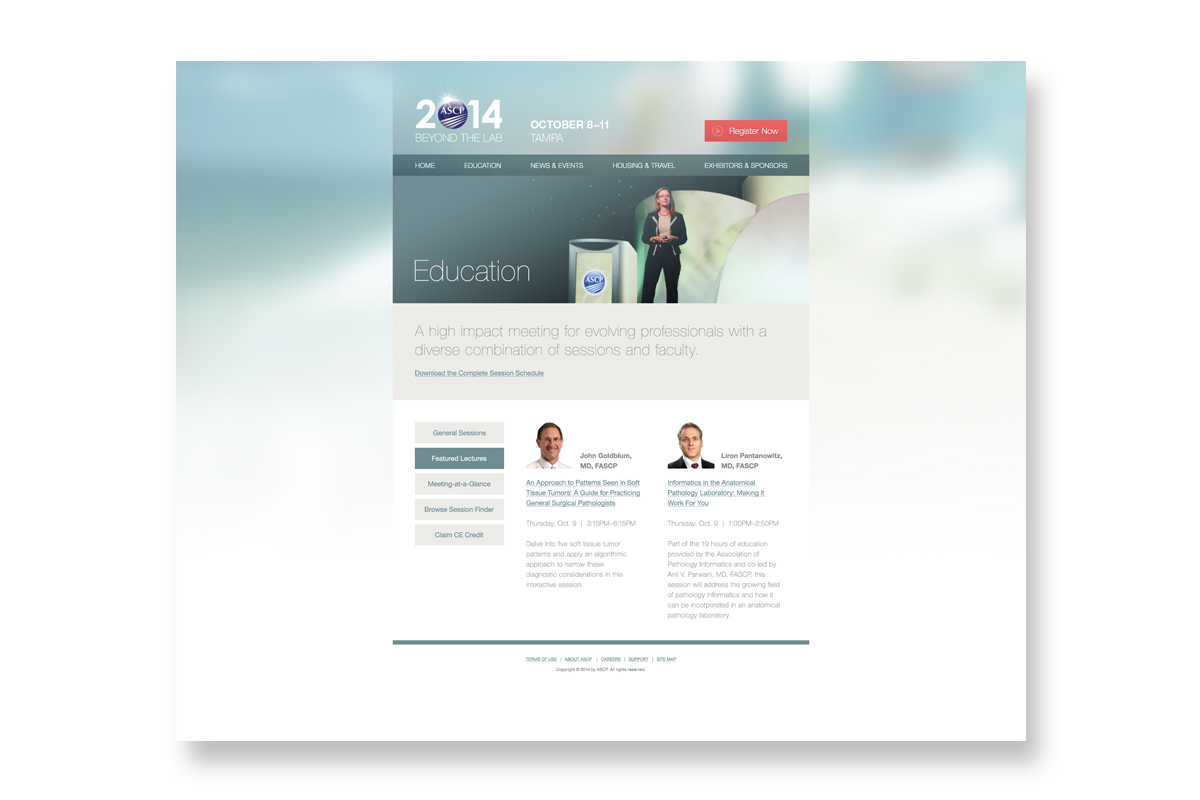 2014
ASCP
BEYOND THE LAB
OCTOBER 8–11
TAMPA
Register Now
HOME EDUCATION NEWS & EVENTS HOUSING & TRAVEL EXHIBITORS & SPONSORS
Education
ASCP
A high impact meeting for evolving professionals with a
diverse combination of sessions and faculty.
Download the Complete Session Schedule
General Sessions
Featured Lectures
Meeting-at-a-Glance
Browse Session Finder
Claim CE Credit
John Goldblum,
MD, FASCP
An Approach to Patterns Seen in Soft
Tissue Tumors: A Guide for Practicing
General Surgical Pathologists
Thursday, Oct. 9 | 3:15PM–6:15PM
Delve into five soft tissue tumor
patterns and apply an algorithmic
approach to narrow these
diagnostic considerations in this
interactive session.
Liron Pantanowitz,
MD, FASCP
Informatics in the Anatomical
Pathology Laboratory: Making it
Work For You
Thursday, Oct. 9 | 1:00PM–2:50PM
Part of the 19 hours of education
provided by the Association of
Pathology Informatics and co-led by
Anil V. Parwani, MD, FASCP, this
session will address the growing field
of pathology informatics and how it
can be incorporated in an anatomical
pathology laboratory.
TERMS OF USE | ABOUT ASCP | CAREERS | SUPPORT | SITE MAP
Copyright © 2014 by ASCP. All rights reserved.